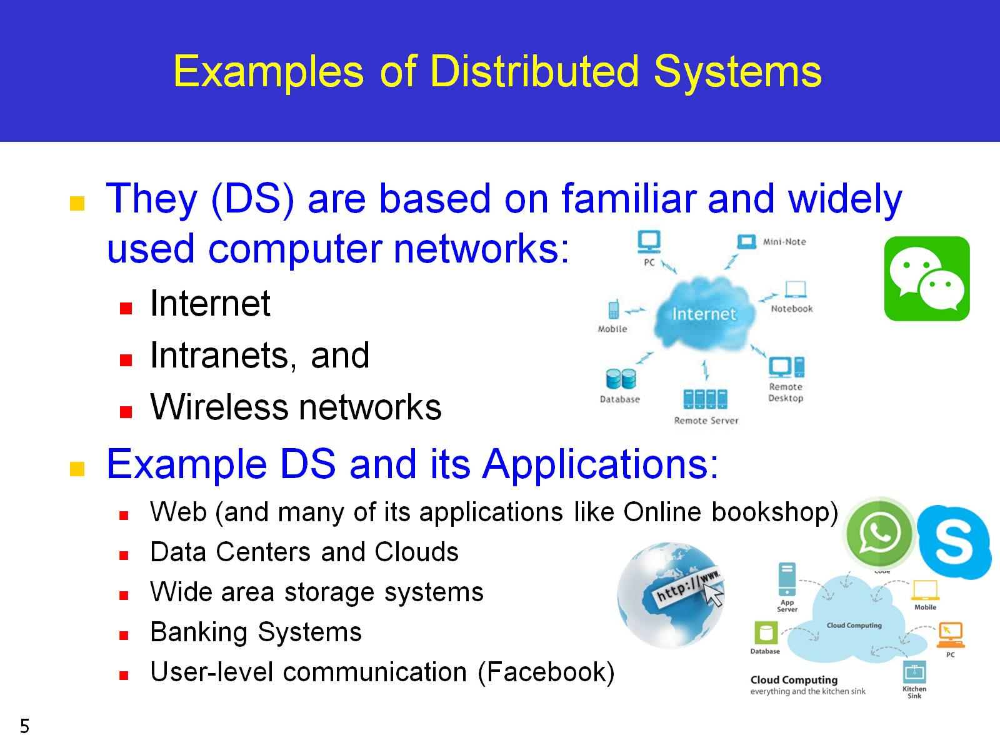 Examples of Distributed Systems
They (DS) are based on familiar and widely
used computer networks:
Internet
Intranets, and
Wireless networks
PC
Mini-Note
Internet
Notebook
Mobile
Database
Remote Server
Remote
Desktop
Example DS and its Applications:
Web (and many of its applications like Online bookshop)
Data Centers and Clouds
Wide area storage systems
Banking Systems
User-level communication (Facebook)
http://www.
S
Code
App
Server
Mobile
Cloud Computing
Database
PC
Kitchen
Sink
Cloud Computing
everything and the kitchen sink
5